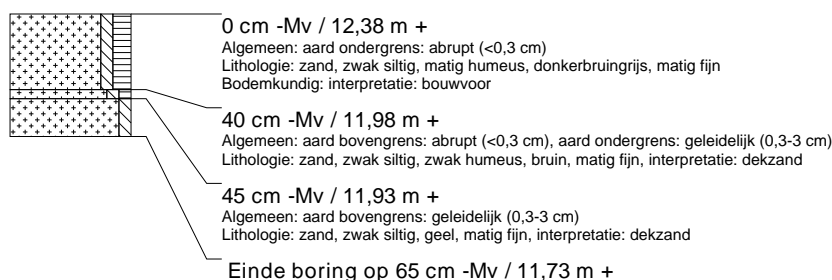 0 cm -Mv / 12,38 m +
Algemeen: aard ondergrens: abrupt (<0,3 cm)
Lithologie: zand, zwak siltig, matig humeus, donkerbruingrijs, matig fijn
Bodemkundig: interpretatie: bouwvoor
40 cm -Mv / 11,98 m +
Algemeen: aard bovengrens: abrupt (<0,3 cm), aard ondergrens: geleidelijk (0,3-3 cm)
Lithologie: zand, zwak siltig, zwak humeus, bruin, matig fijn, interpretatie: dekzand
45 cm -Mv / 11,93 m +
Algemeen: aard bovengrens: geleidelijk (0,3-3 cm)
Lithologie: zand, zwak siltig, geel, matig fijn, interpretatie: dekzand
Einde boring op 65 cm -Mv / 11,73 m +